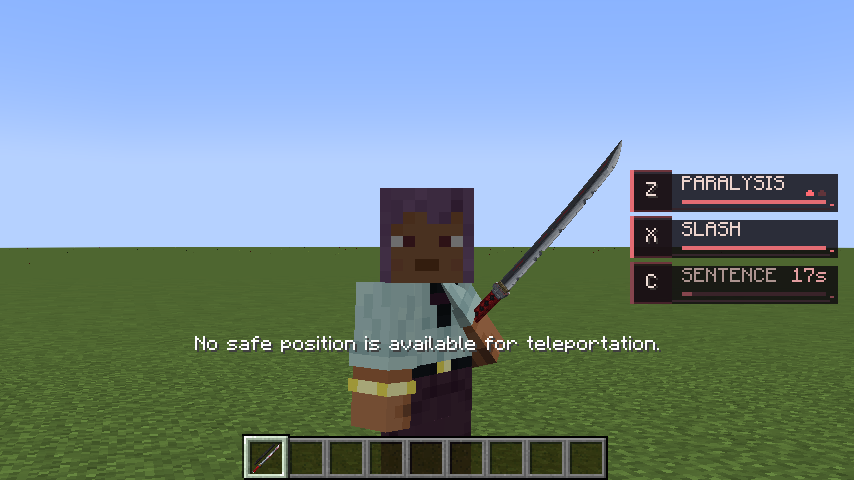 Z PARALYSIS
X SLASH
C SENTENCE 17s
No safe position is available for teleportation.